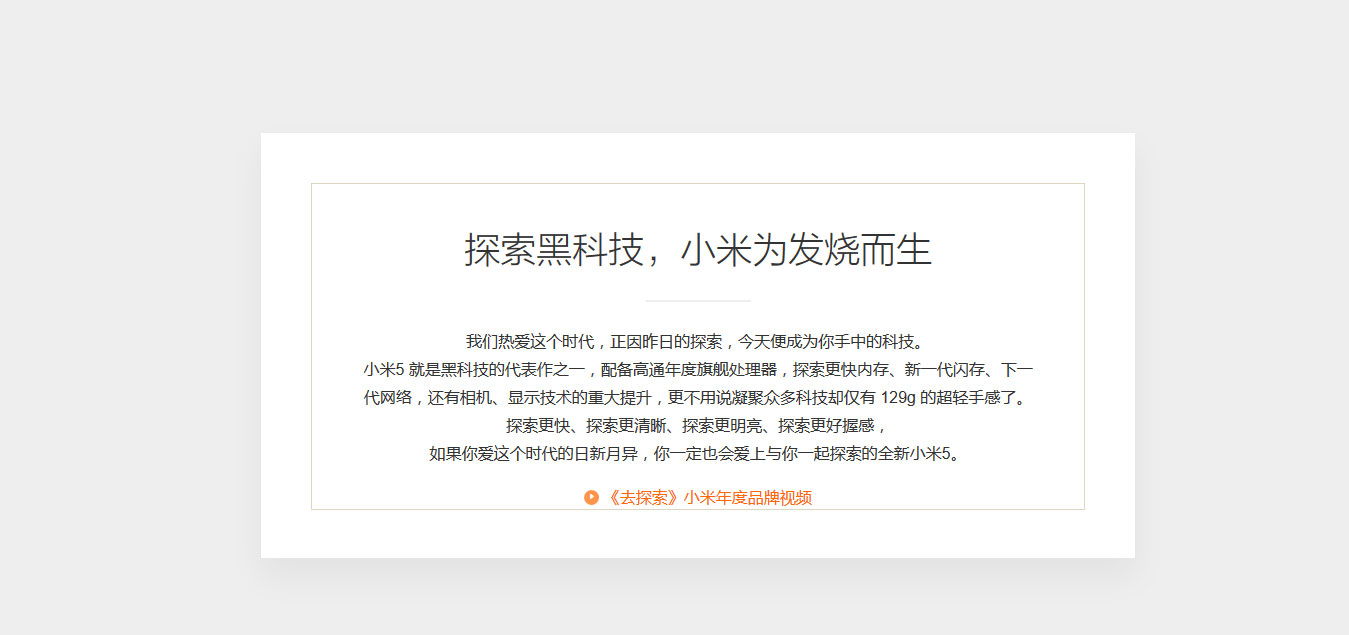 探索黑科技，小米为发烧而生
我们热爱这个时代，正因昨日的探索，今天便成为你手中的科技。
小米5 就是黑科技的代表作之一，配备高通年度旗舰处理器，探索更快内存、新一代闪存、下一
代网络，还有相机、显示技术的重大提升，更不用说凝聚众多科技却仅有 129g 的超轻手感了。
探索更快、探索更清晰、探索更明亮、探索更好握感，
如果你爱这个时代的日新月异，你一定也会爱上与你一起探索的全新小米5。
《去探索》小米年度品牌视频